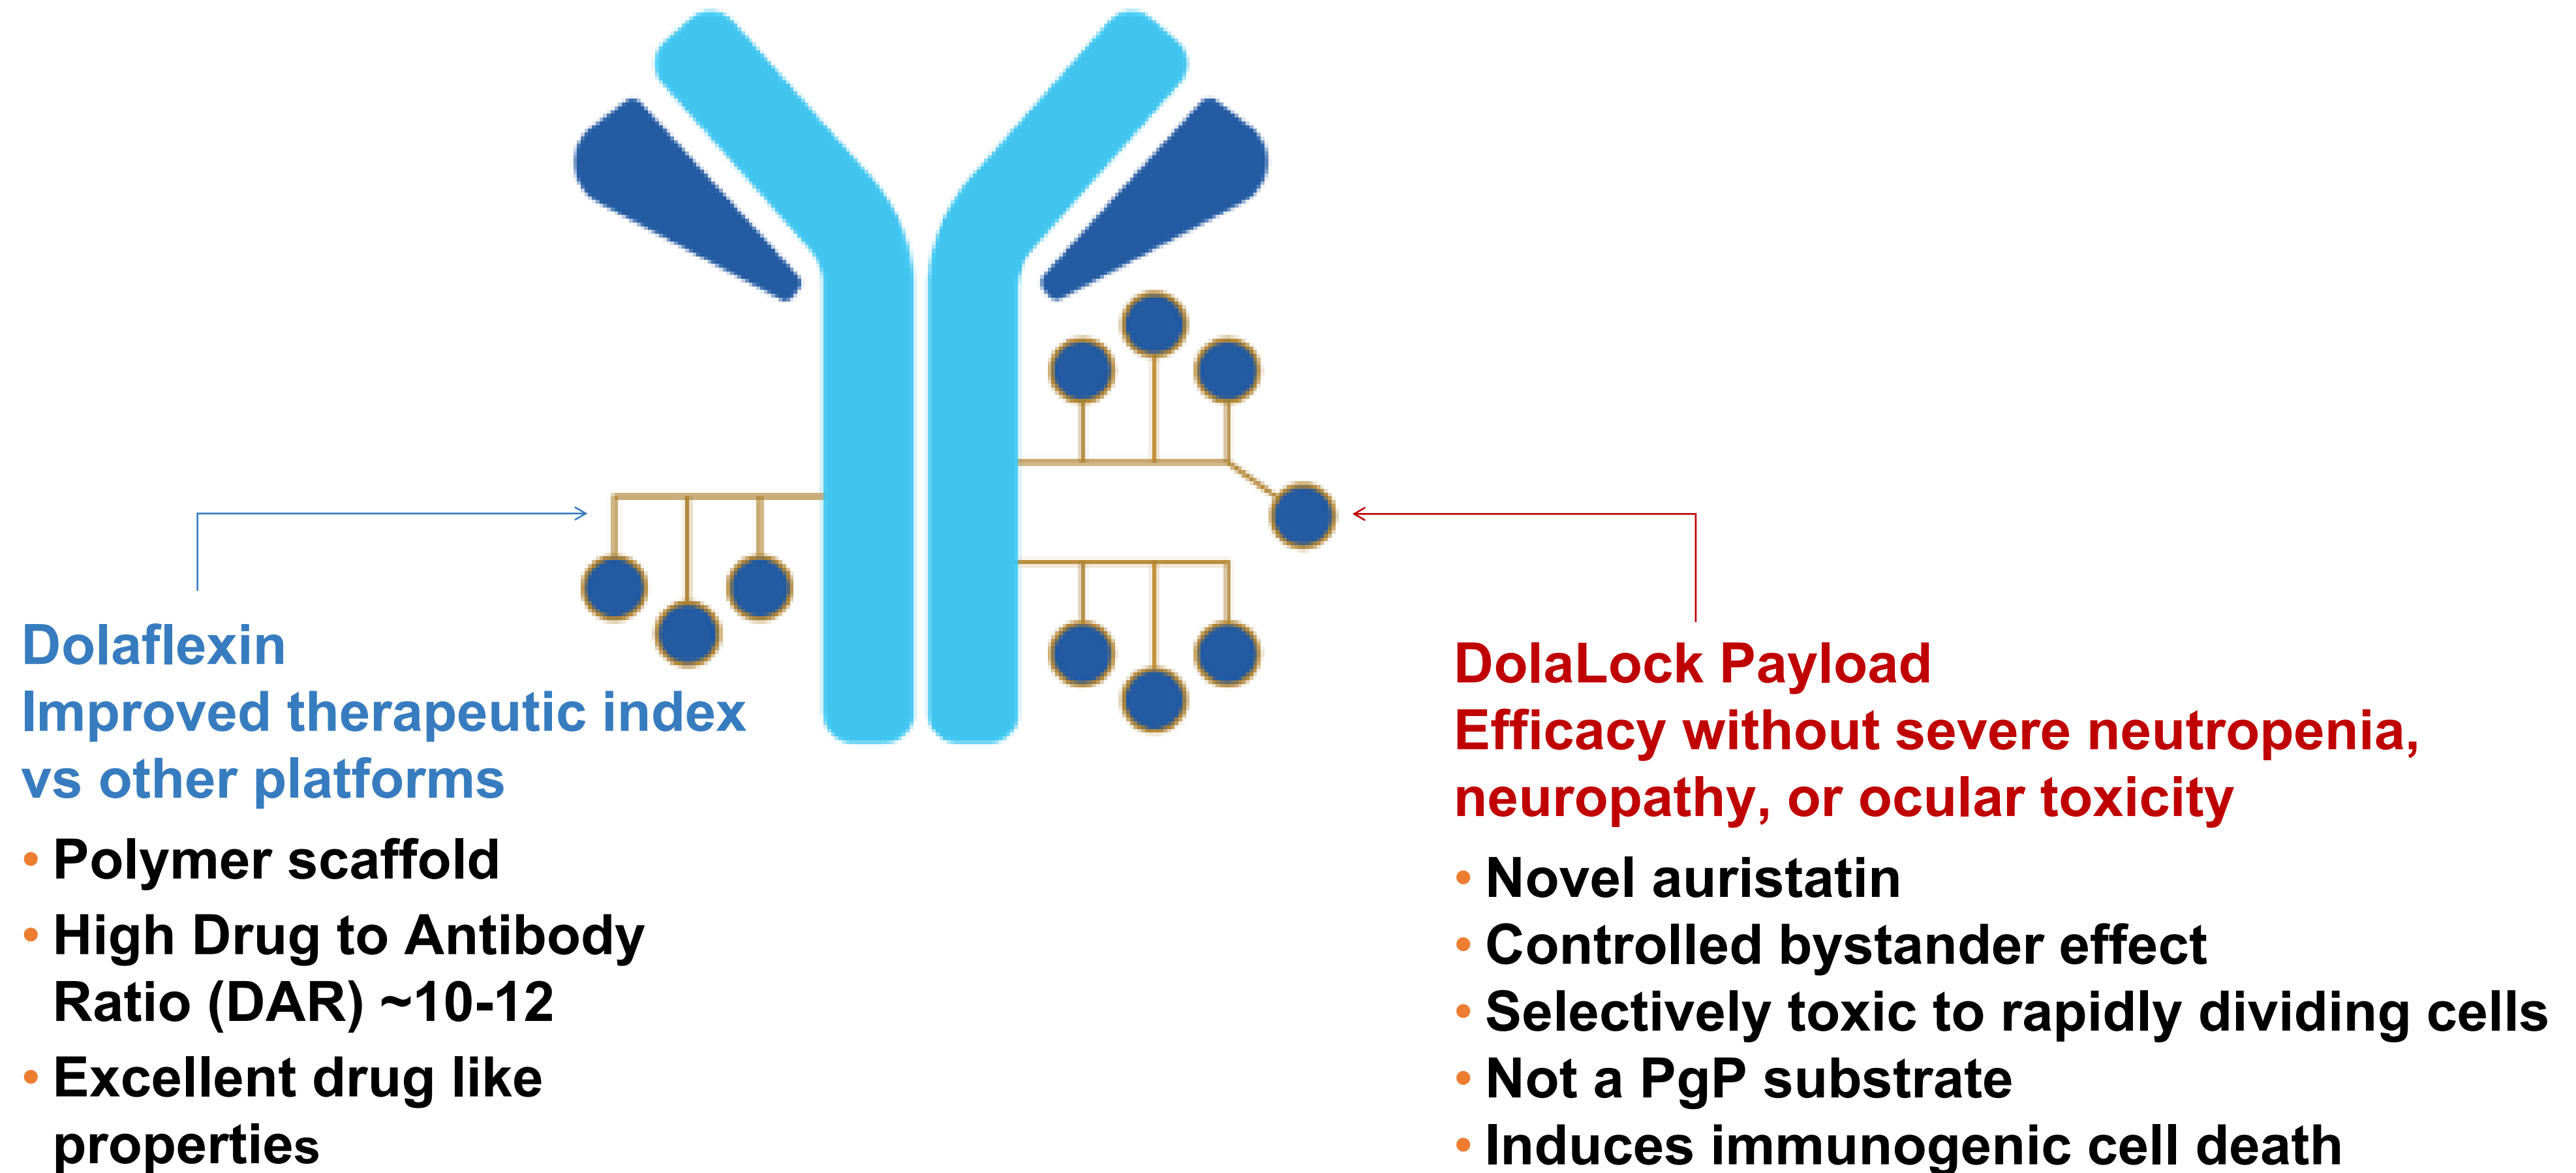 Dolaflexin
Improved therapeutic index
vs other platforms
• Polymer scaffold
• High Drug to Antibody
Ratio (DAR) ~10-12
• Excellent drug like
properties
DolaLock Payload
Efficacy without severe neutropenia,
neuropathy, or ocular toxicity
• Novel auristatin
• Controlled bystander effect
• Selectively toxic to rapidly dividing cells
• Not a PgP substrate
• Induces immunogenic cell death